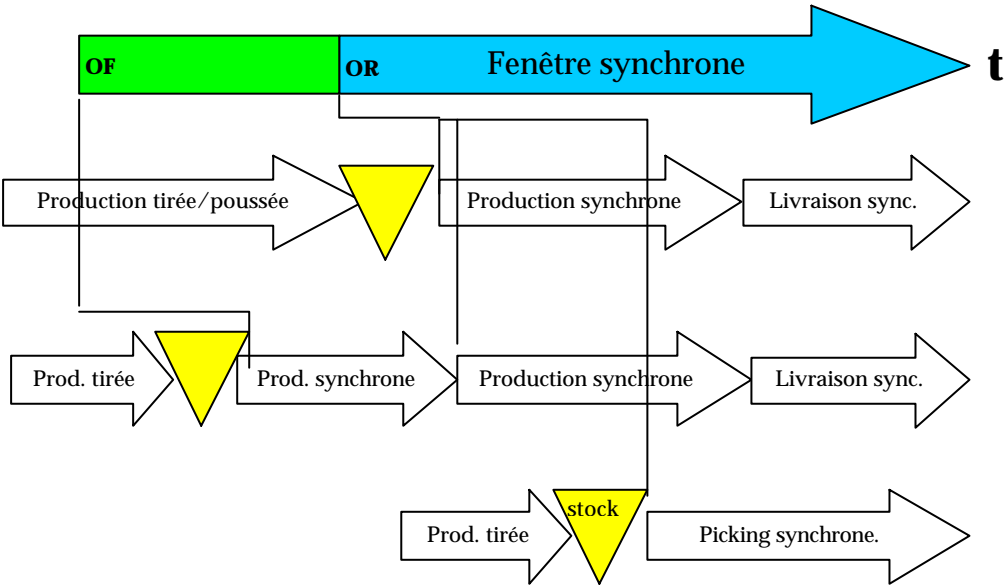 OF
OR
Fenêtre synchrone
t
Production tirée/poussée
Production synchrone
Livraison sync.
Prod. tirée
Prod. synchrone
Production synchrone
Livraison sync.
stock
Prod. tirée
Picking synchrone.